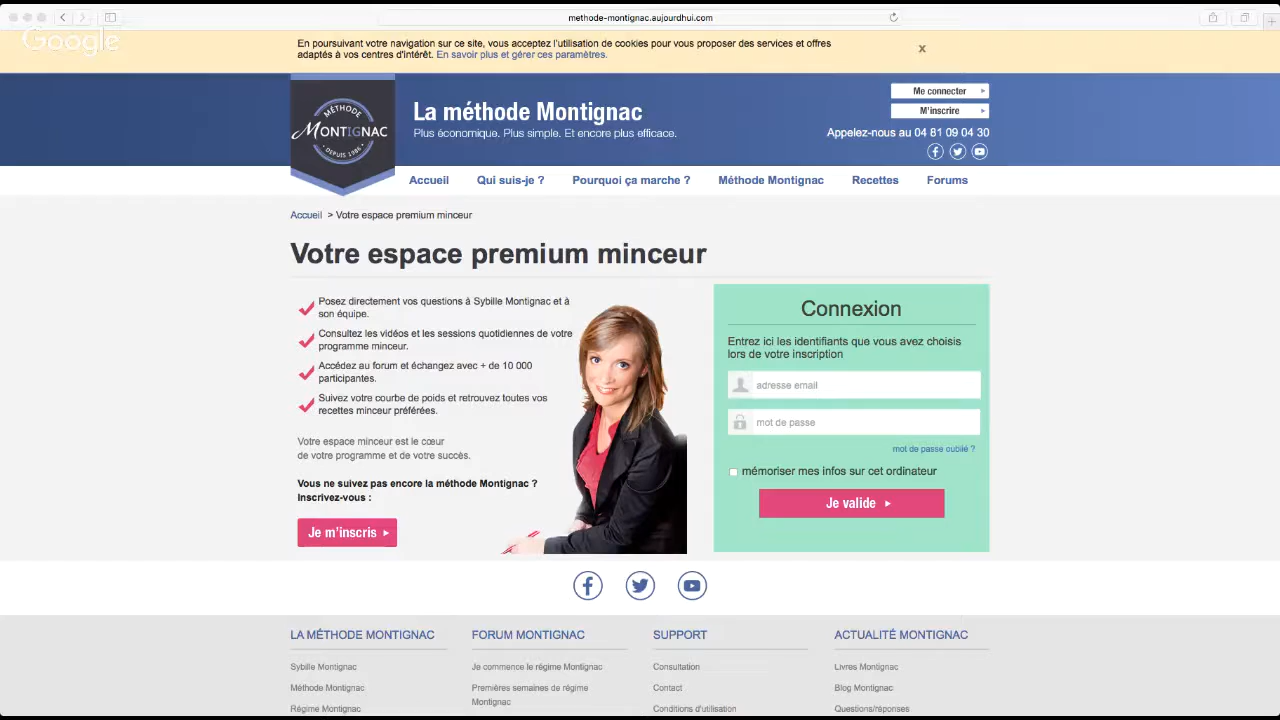 methode-montignac.aujourdhui.com
Google
En poursuivant votre navigation sur ce site, vous acceptez l'utilisation de cookies pour vous proposer des services et offres
adaptés à vos centres d'intérêt. En savoir plus et gérer ces paramètres.
x
MÉTHODE
MONTIGNAC
DEPUIS 1986
La méthode Montignac
Plus économique. Plus simple. Et encore plus efficace.
Me connecter
M'inscrire
Appelez-nous au 04 81 09 04 30
Accueil
Qui suis-je ?
Pourquoi ça marche ?
Méthode Montignac
Recettes
Forums
Accueil > Votre espace premium minceur
Votre espace premium minceur
Posez directement vos questions à Sybille Montignac et à
son équipe.
Consultez les vidéos et les sessions quotidiennes de votre
programme minceur.
Accédez au forum et échangez avec + de 10 000
participantes.
Suivez votre courbe de poids et retrouvez toutes vos
recettes minceur préférées.
Votre espace minceur est le cœur
de votre programme et de votre succès.
Vous ne suivez pas encore la méthode Montignac ?
Inscrivez-vous :
Je m'inscris
Connexion
Entrez ici les identifiants que vous avez choisis
lors de votre inscription
adresse email
mot de passe
mot de passe oublié ?
mémoriser mes infos sur cet ordinateur
Je valide
LA MÉTHODE MONTIGNAC
Sybille Montignac
Méthode Montignac
Régime Montignac
FORUM MONTIGNAC
Je commence le régime Montignac
Premières semaines de régime
Montignac
SUPPORT
Consultation
Contact
Conditions d'utilisation
ACTUALITÉ MONTIGNAC
Livres Montignac
Blog Montignac
Questions/réponses